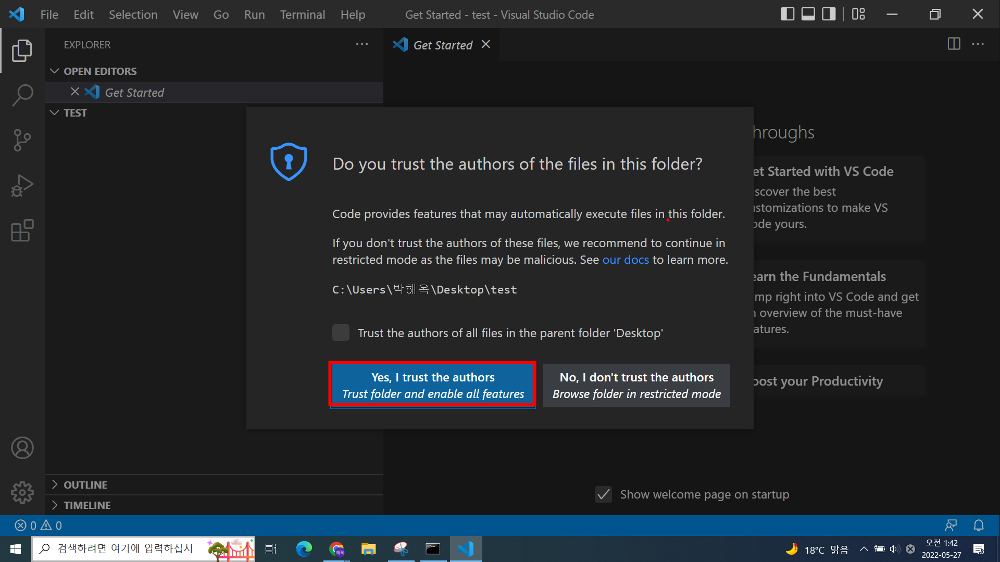 File Edit Selection View Go Run Terminal Help
Get Started - test - Visual Studio Code
EXPLORER
Get Started
OPEN EDITORS
Get Started
TEST
hroughs
et Started with VS Code
iscover the best
ustomizations to make VS
ode yours.
earn the Fundamentals
mp right into VS Code and get
n overview of the must-have
atures.
oost your Productivity
Do you trust the authors of the files in this folder?
Code provides features that may automatically execute files in this folder.
If you don't trust the authors of these files, we recommend to continue in
restricted mode as the files may be malicious. See our docs to learn more.
C:\Users\박해옥\Desktop\test
Trust the authors of all files in the parent folder 'Desktop'
Yes, I trust the authors
Trust folder and enable all features
No, I don't trust the authors
Browse folder in restricted mode
OUTLINE
TIMELINE
Show welcome page on startup
0 0
검색하려면 여기에 입력하십시
해옥
18°C 맑음
오전 1:42
2022-05-27